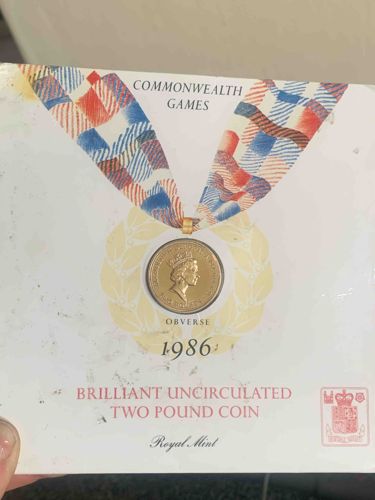 COMMONWEALTH
GAMES
OBVERSE
1986
BRILLIANT UNCIRCULATED
TWO POUND COIN
Royal Mint